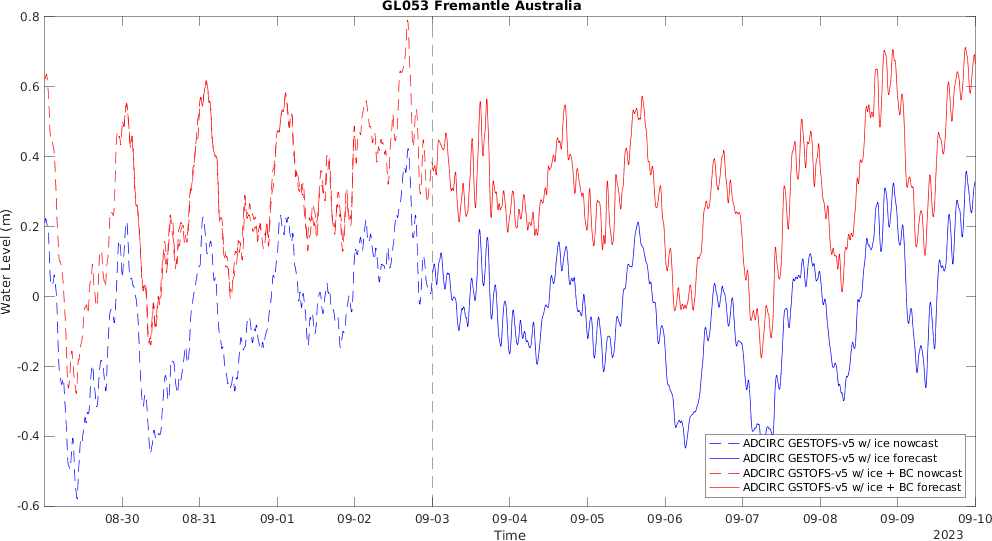 GL053 Fremantle Australia
Water Level (m)
0.8
0.6
0.4
0.2
0
-0.2
-0.4
-0.6
ADCIRC GESTOFS-v5 w/ ice nowcast
ADCIRC GESTOFS-v5 w/ ice forecast
ADCIRC GSTOFS-v5 w/ ice + BC nowcast
ADCIRC GSTOFS-v5 w/ ice + BC forecast
08-30 08-31 09-01 09-02 09-03 09-04 09-05 09-06 09-07 09-08 09-09 09-10
Time
2023